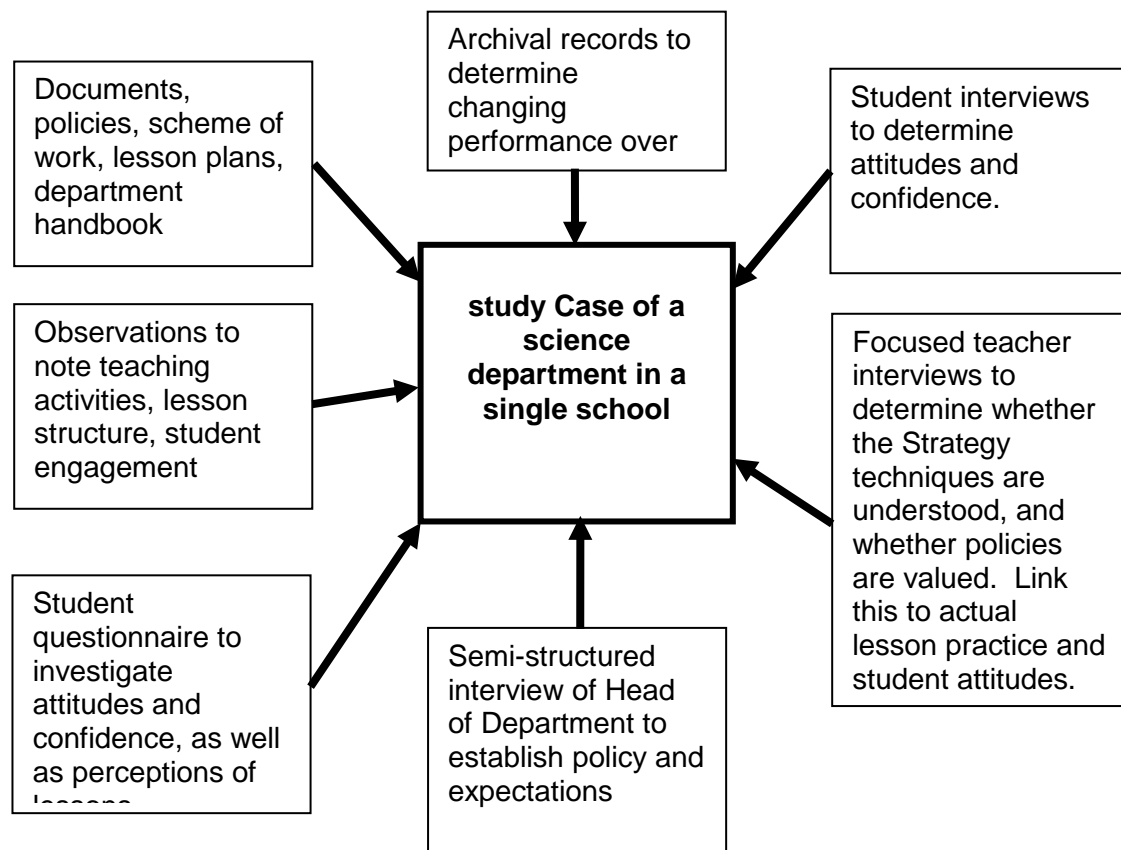 Archival records to
determine
changing
performance over
Documents,
policies, scheme of
work, lesson plans,
department
handbook
Student interviews
to determine
attitudes and
confidence.
study Case of a
science
department in a
single school
Observations to
note teaching
activities, lesson
structure, student
engagement
Focused teacher
interviews to
determine whether
the Strategy
techniques are
understood, and
whether policies
are valued.  Link
this to actual
lesson practice and
student attitudes.
Student
questionnaire to
investigate
attitudes and
confidence, as well
as perceptions of
lessons
Semi-structured
interview of Head
of Department to
establish policy and
expectations